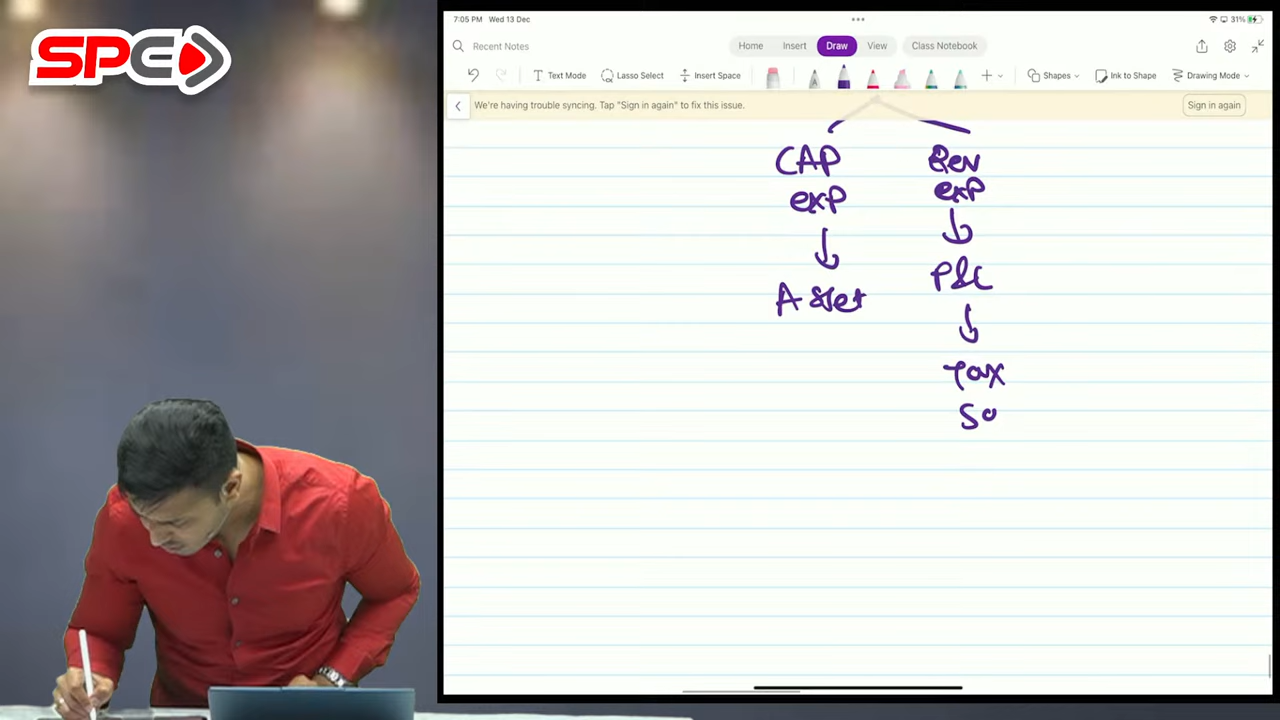 SPED
7:05 PM Wed 13 Dec
31%
Recent Notes
Home Insert Draw View Class Notebook
Text Mode Lasso Select Insert Space Shapes Ink to Shape Drawing Mode
We're having trouble syncing. Tap "Sign in again" to fix this issue. Sign in again
CAP Rev
exp exp
P&L
Asset
Tax
So